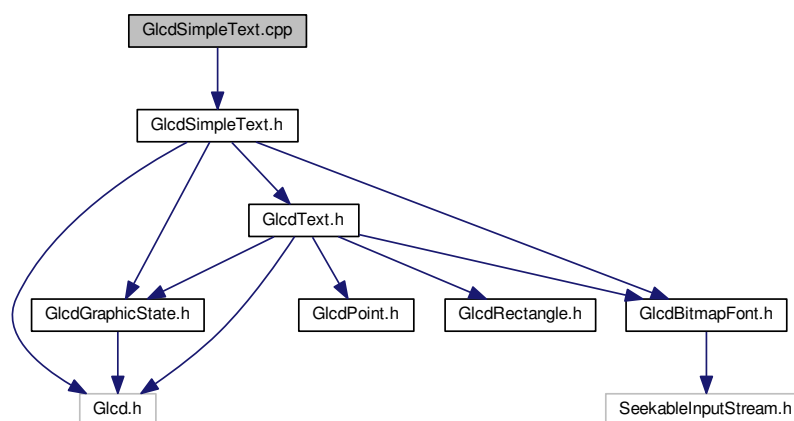 GlcdSimpleText.cpp
GlcdSimpleText.h
GlcdText.h
GlcdGraphicState.h
GlcdPoint.h
GlcdRectangle.h
GlcdBitmapFont.h
Glcd.h
SeekableInputStream.h